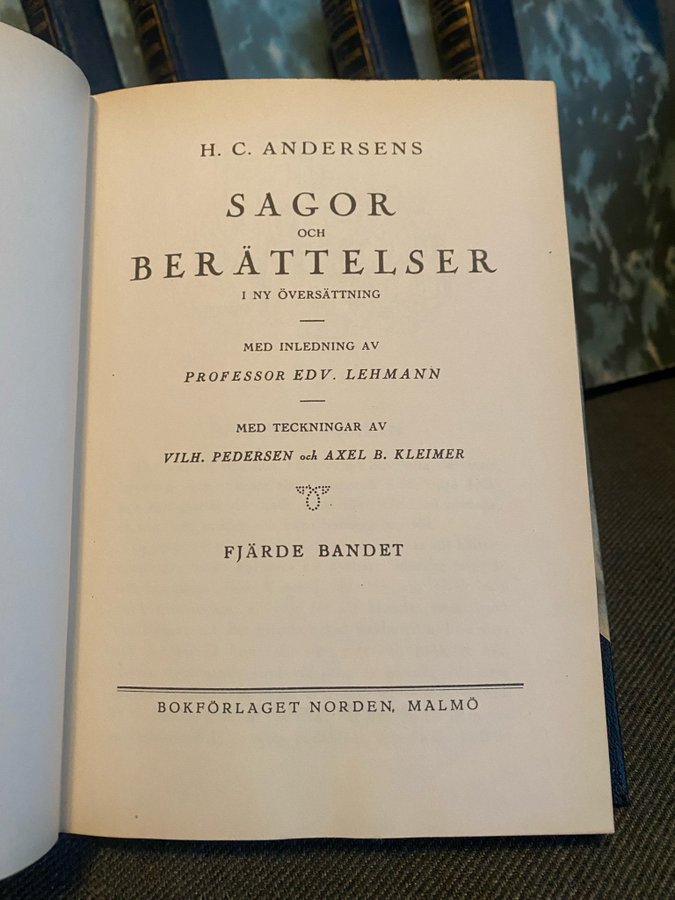 H. C. ANDERSENS
SAGOR
OCH
BERÄTTELSER
I NY ÖVERSÄTTNING
MED INLEDNING AV
PROFESSOR EDV. LEHMANN
MED TECKNINGAR AV
VILH. PEDERSEN och AXEL B. KLEIMER
FJÄRDE BANDET
BOKFÖRLAGET NORDEN, MALMÖ